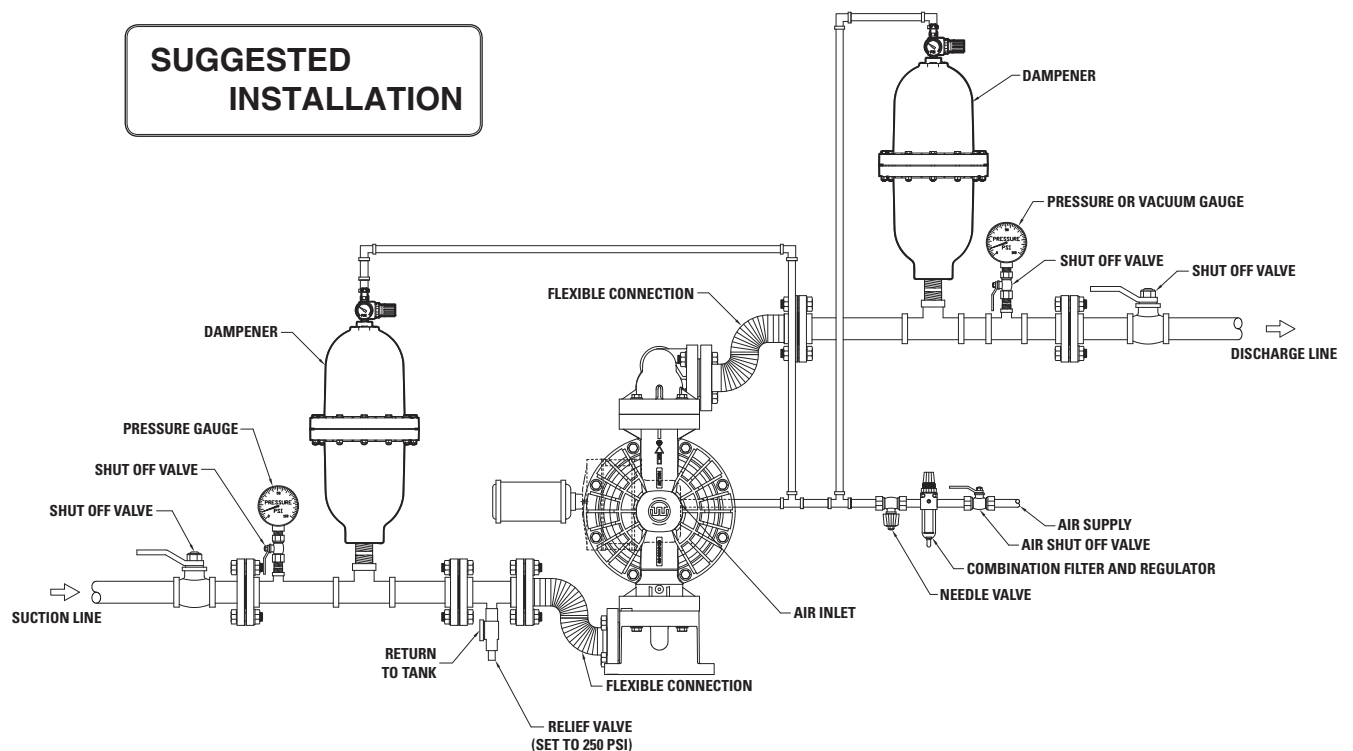 SUGGESTED
INSTALLATION
DAMPENER
PRESSURE OR VACUUM GAUGE
SHUT OFF VALVE
SHUT OFF VALVE
FLEXIBLE CONNECTION
DISCHARGE LINE
DAMPENER
PRESSURE GAUGE
SHUT OFF VALVE
SHUT OFF VALVE
SUCTION LINE
PRESSURE
PSI
PRESSURE
PSI
AIR SUPPLY
AIR SHUT OFF VALVE
COMBINATION FILTER AND REGULATOR
NEEDLE VALVE
AIR INLET
RETURN
TO TANK
FLEXIBLE CONNECTION
RELIEF VALVE
(SET TO 250 PSI)